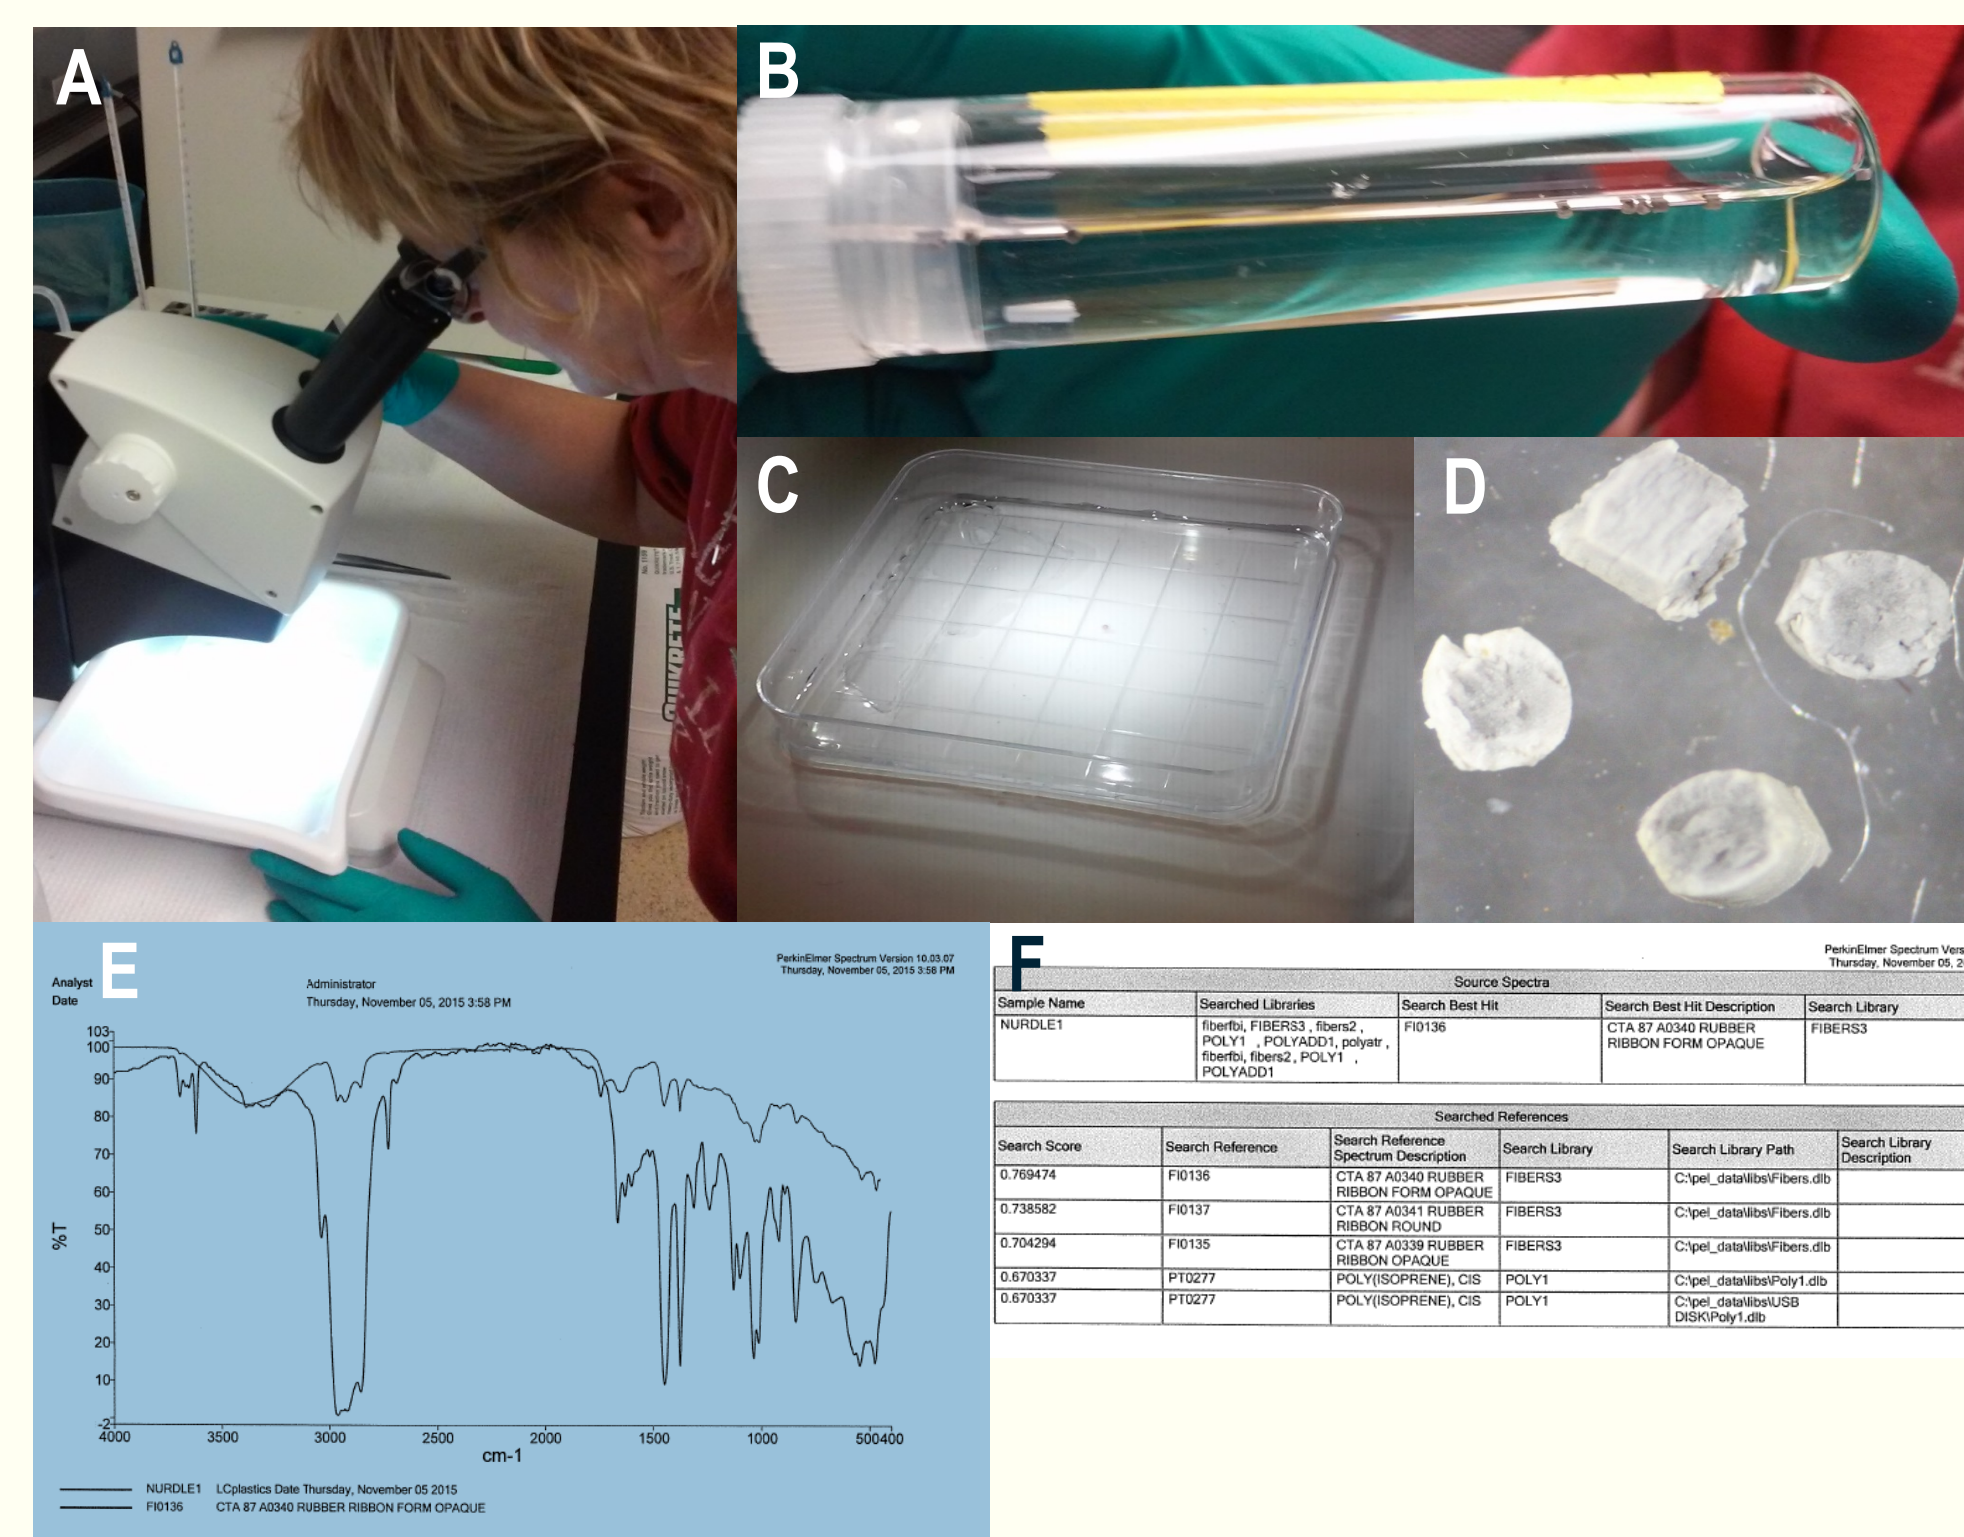 A
B
C
D
QUIKRETE
E
PerkinElmer Spectrum Version 10.03.07
Thursday, November 05, 2015 3:58 PM
Analyst
Administrator
Date
Thursday, November 05, 2015 3:58 PM
103
100
90
80
70
60
50
40
30
20
10
-2
%T
4000
3500
3000
2500
2000
1500
1000
500400
cm-1
NURDLE1 LCplastics Date Thursday, November 05 2015
FI0136 CTA 87 A0340 RUBBER RIBBON FORM OPAQUE
F
PerkinElmer Spectrum Vers
Thursday, November 05, 2
Source Spectra
Sample Name
Searched Libraries
Search Best Hit
Search Best Hit Description
Search Library
NURDLE1
fiberfbi, FIBERS3 , fibers2 ,
POLY1 , POLYADD1, polyatr ,
fiberfbi, fibers2 , POLY1 ,
POLYADD1
FI0136
CTA 87 A0340 RUBBER
RIBBON FORM OPAQUE
FIBERS3
Searched References
Search Score
Search Reference
Search Reference
Spectrum Description
Search Library
Search Library Path
Search Library
Description
0.769474
FI0136
CTA 87 A0340 RUBBER
RIBBON FORM OPAQUE
FIBERS3
C:\pel_data\libs\Fibers.dlb
0.738582
FI0137
CTA 87 A0341 RUBBER
RIBBON ROUND
FIBERS3
C:\pel_data\libs\Fibers.dlb
0.704294
FI0135
CTA 87 A0339 RUBBER
RIBBON OPAQUE
FIBERS3
C:\pel_data\libs\Fibers.dlb
0.670337
PT0277
POLY(ISOPRENE), CIS
POLY1
C:\pel_data\libs\Poly1.dlb
0.670337
PT0277
POLY(ISOPRENE), CIS
POLY1
C:\pel_data\libs\USB
DISK\Poly1.dlb